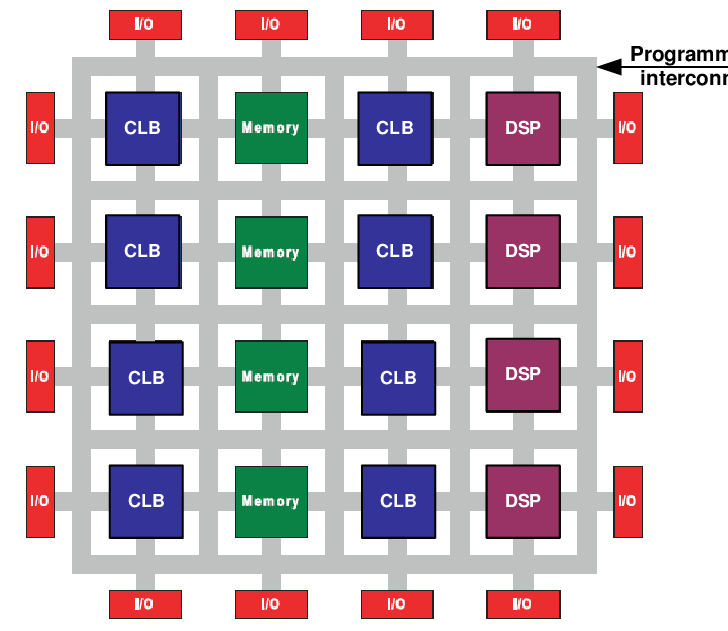 I/O I/O I/O I/O
Programm
interconn
I/O CLB Memory CLB DSP I/O
I/O CLB Memory CLB DSP I/O
I/O CLB Memory CLB DSP I/O
I/O CLB Memory CLB DSP I/O
I/O I/O I/O I/O